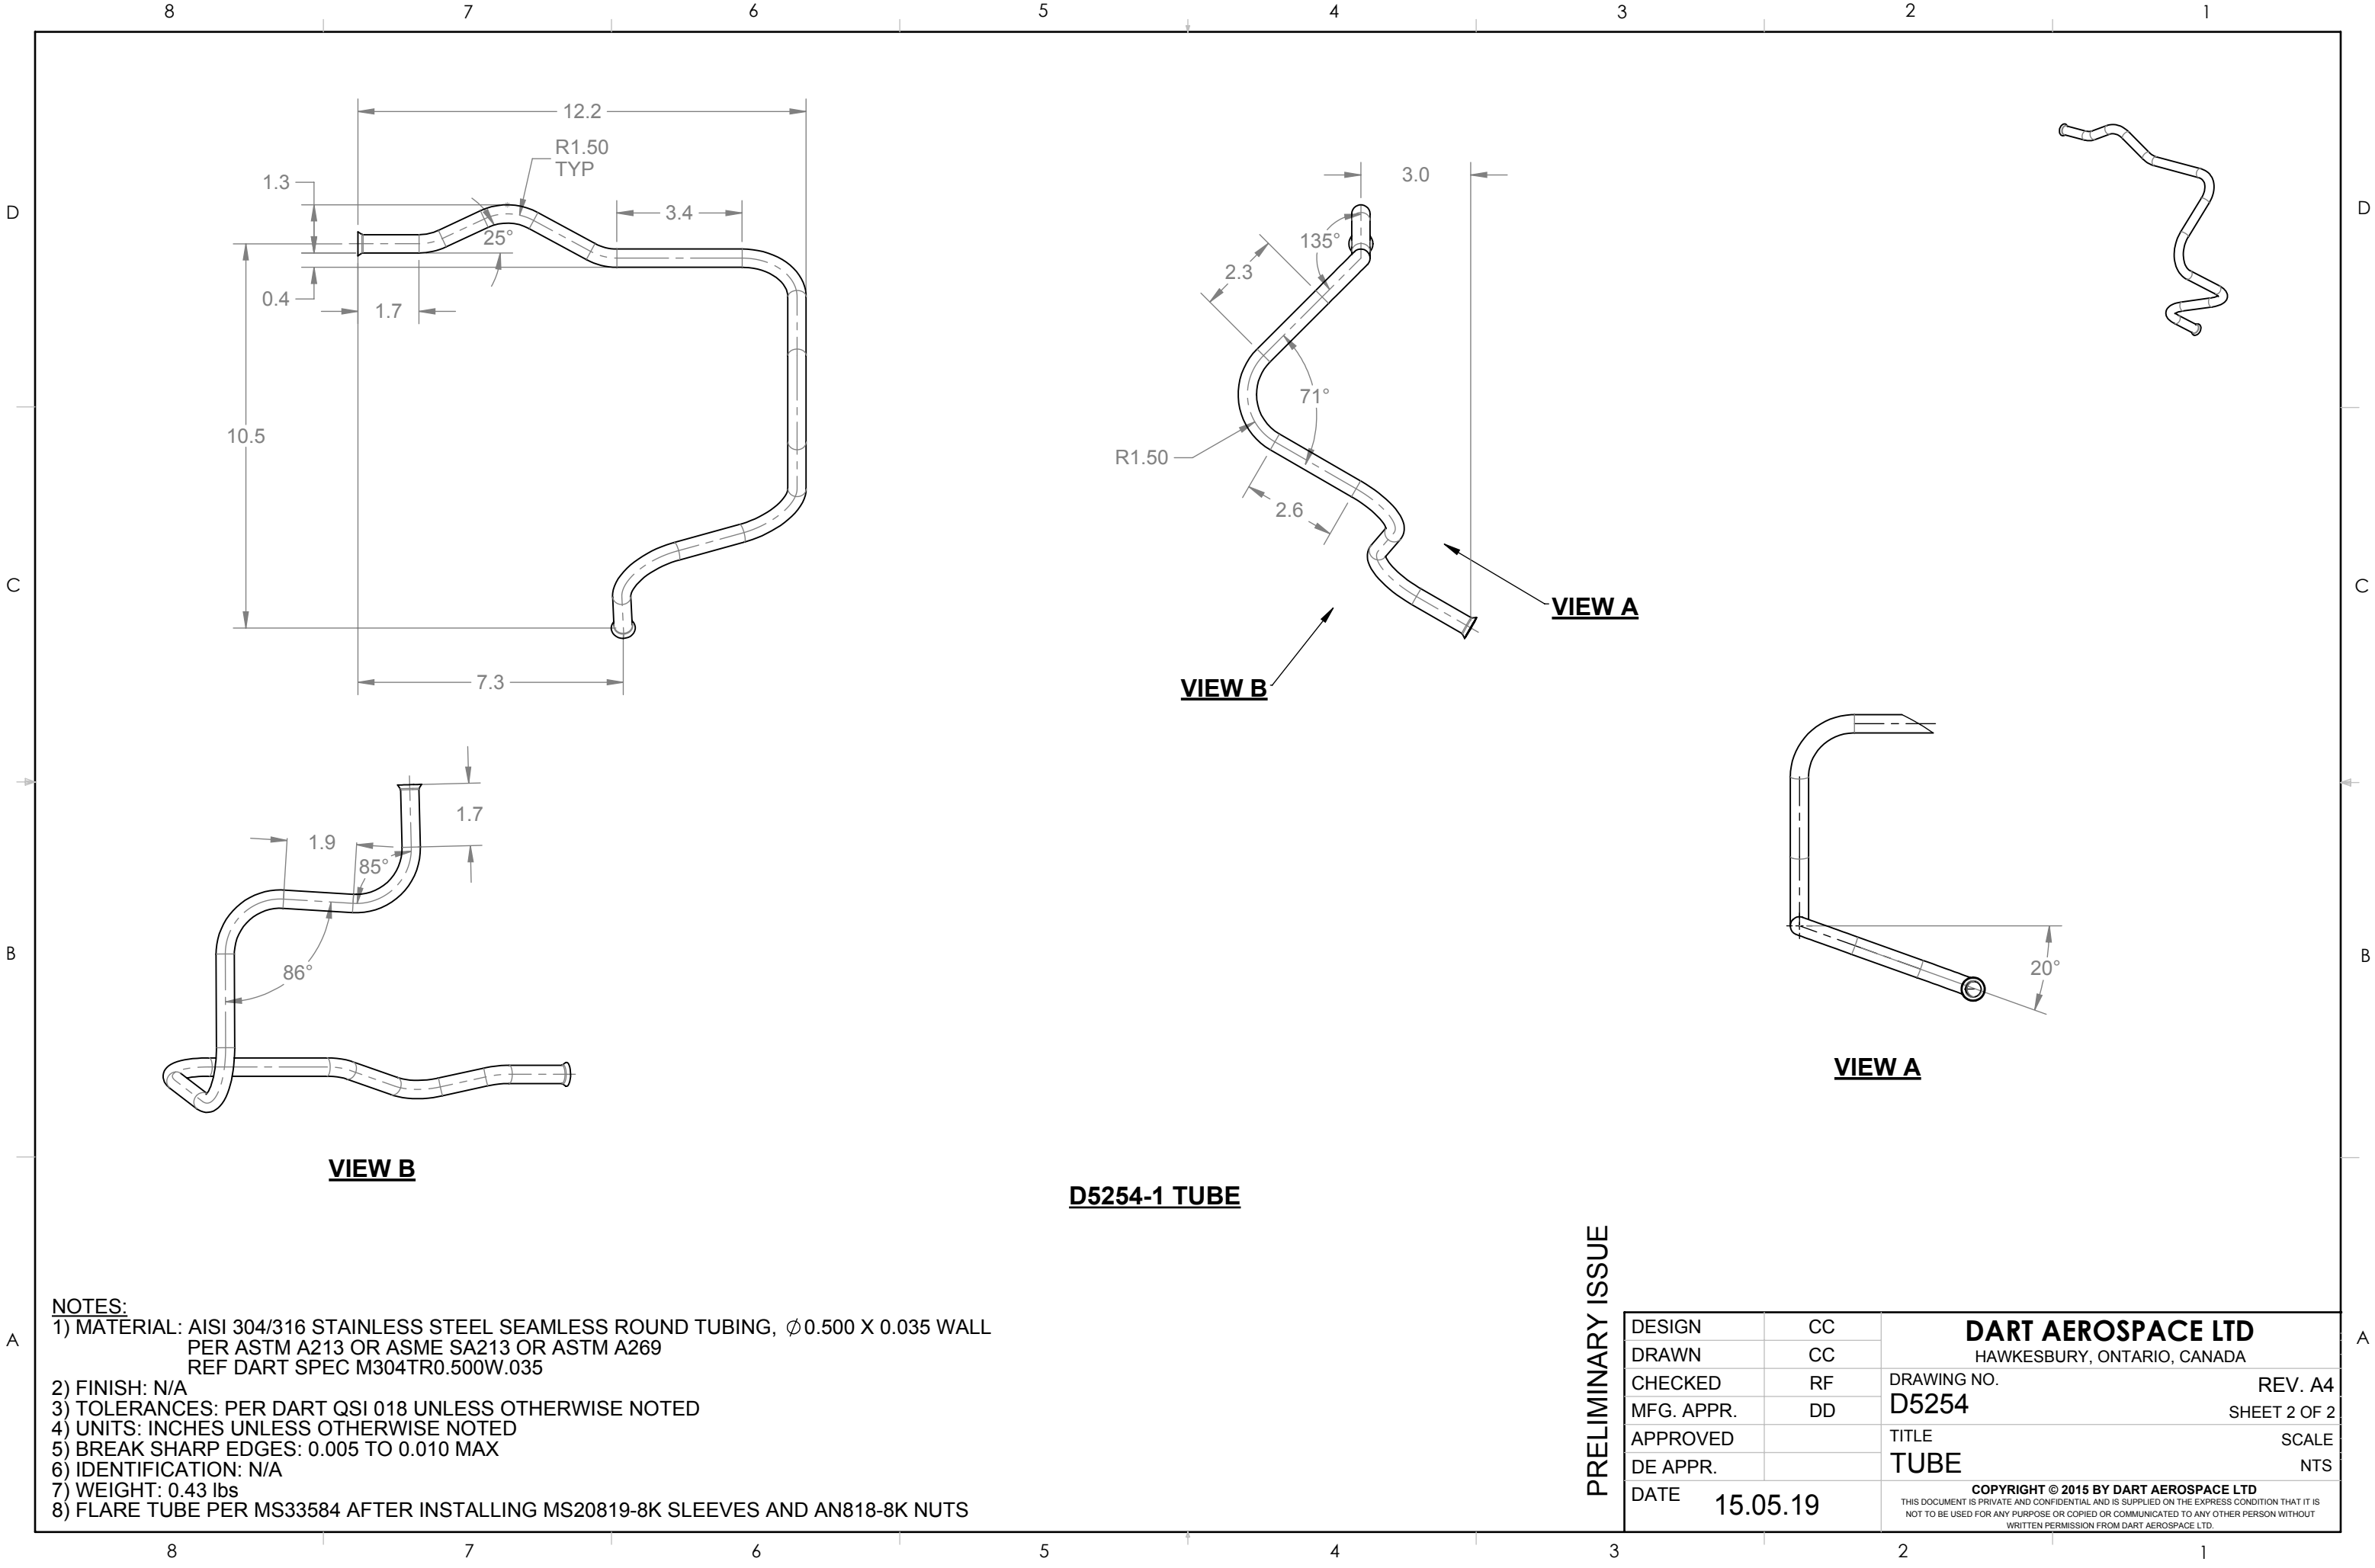 8 7 6 5 4 3 2 1
D
D
C
C
B
B
A
A
12.2
R1.50
TYP
1.3
3.4
25°
0.4
1.7
10.5
7.3
3.0
135°
2.3
71°
R1.50
2.6
VIEW A
VIEW B
1.7
1.9
85°
86°
VIEW B
20°
VIEW A
D5254-1 TUBE
NOTES:
1) MATERIAL: AISI 304/316 STAINLESS STEEL SEAMLESS ROUND TUBING, ∅0.500 X 0.035 WALL
PER ASTM A213 OR ASME SA213 OR ASTM A269
REF DART SPEC M304TR0.500W.035
2) FINISH: N/A
3) TOLERANCES: PER DART QSI 018 UNLESS OTHERWISE NOTED
4) UNITS: INCHES UNLESS OTHERWISE NOTED
5) BREAK SHARP EDGES: 0.005 TO 0.010 MAX
6) IDENTIFICATION: N/A
7) WEIGHT: 0.43 lbs
8) FLARE TUBE PER MS33584 AFTER INSTALLING MS20819-8K SLEEVES AND AN818-8K NUTS
PRELIMINARY ISSUE
DESIGN CC
DRAWN CC
CHECKED RF
MFG. APPR. DD
APPROVED
DE APPR.
DATE 15.05.19
DART AEROSPACE LTD
HAWKESBURY, ONTARIO, CANADA
DRAWING NO. REV. A4
D5254 SHEET 2 OF 2
TITLE SCALE
TUBE NTS
COPYRIGHT © 2015 BY DART AEROSPACE LTD
THIS DOCUMENT IS PRIVATE AND CONFIDENTIAL AND IS SUPPLIED ON THE EXPRESS CONDITION THAT IT IS
NOT TO BE USED FOR ANY PURPOSE OR COPIED OR COMMUNICATED TO ANY OTHER PERSON WITHOUT
WRITTEN PERMISSION FROM DART AEROSPACE LTD.
8 7 6 5 4 3 2 1